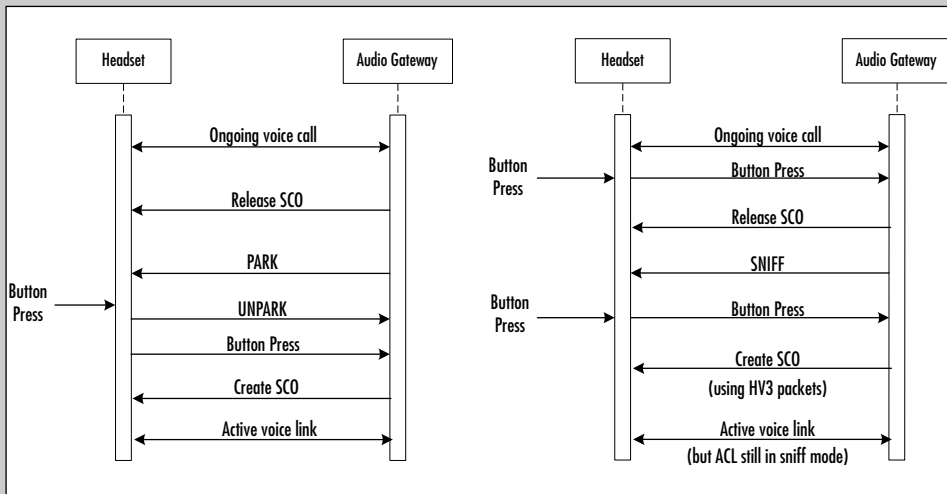 Headset
Audio Gateway
Ongoing voice call
Release SCO
PARK
Button
Press
UNPARK
Button Press
Create SCO
Active voice link
Headset
Audio Gateway
Ongoing voice call
Button
Press
Button Press
Release SCO
SNIFF
Button
Press
Button Press
Create SCO
(using HV3 packets)
Active voice link
(but ACL still in sniff mode)